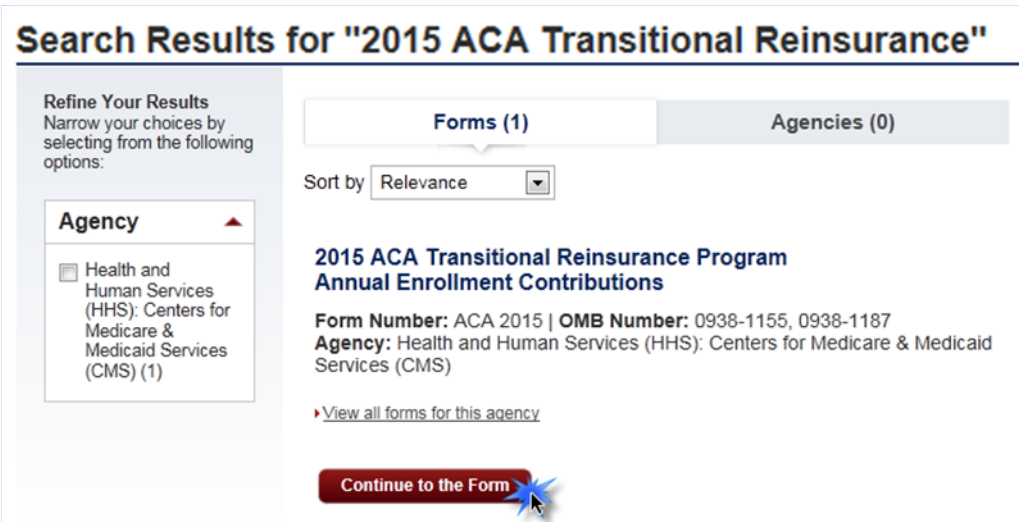 Search Results for "2015 ACA Transitional Reinsurance"
Refine Your Results
Narrow your choices by
selecting from the following
options:
Agency
Health and
Human Services
(HHS): Centers for
Medicare &
Medicaid Services
(CMS) (1)
Forms (1)
Agencies (0)
Sort by Relevance
2015 ACA Transitional Reinsurance Program
Annual Enrollment Contributions
Form Number: ACA 2015 | OMB Number: 0938-1155, 0938-1187
Agency: Health and Human Services (HHS): Centers for Medicare & Medicaid
Services (CMS)
View all forms for this agency
Continue to the Form